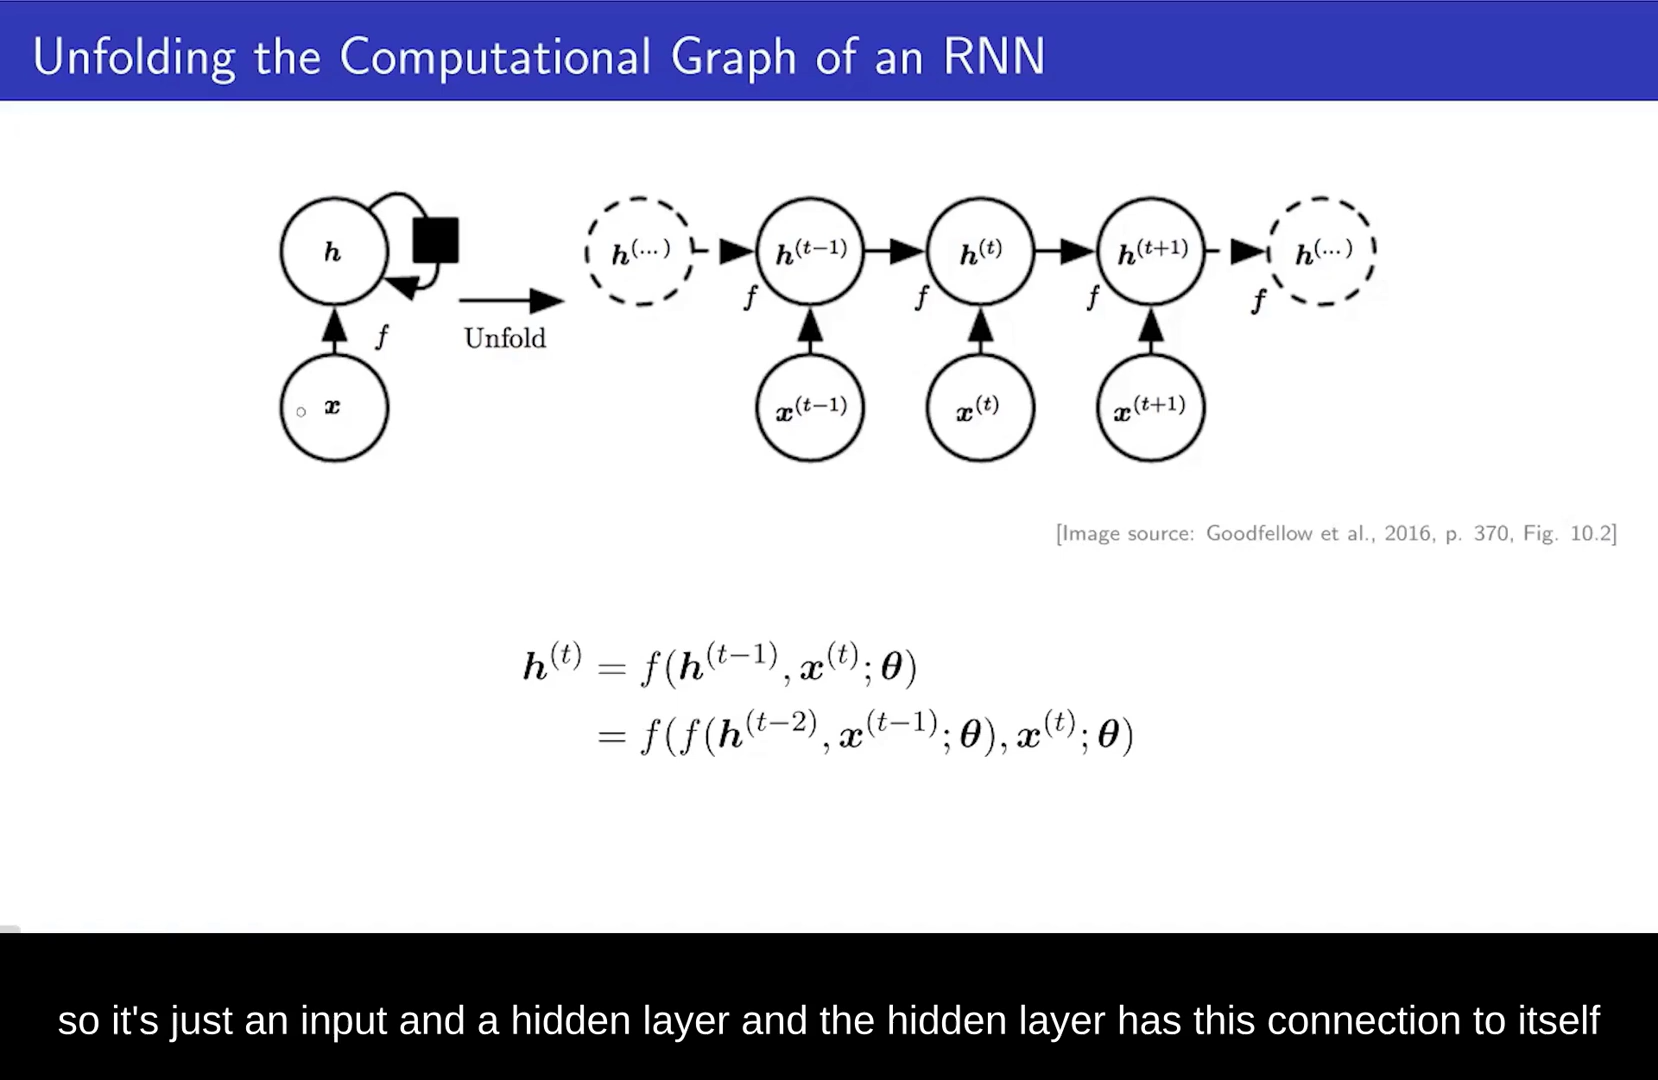 Unfolding the Computational Graph of an RNN
h
f
x
Unfold
h^(...) h^(t−1) h^(t) h^(t+1) h^(...)
f f f f
x^(t−1) x^(t) x^(t+1)
[Image source: Goodfellow et al., 2016, p. 370, Fig. 10.2]
h^(t) = f(h^(t−1), x^(t); θ)
= f(f(h^(t−2), x^(t−1); θ), x^(t); θ)
so it's just an input and a hidden layer and the hidden layer has this connection to itself